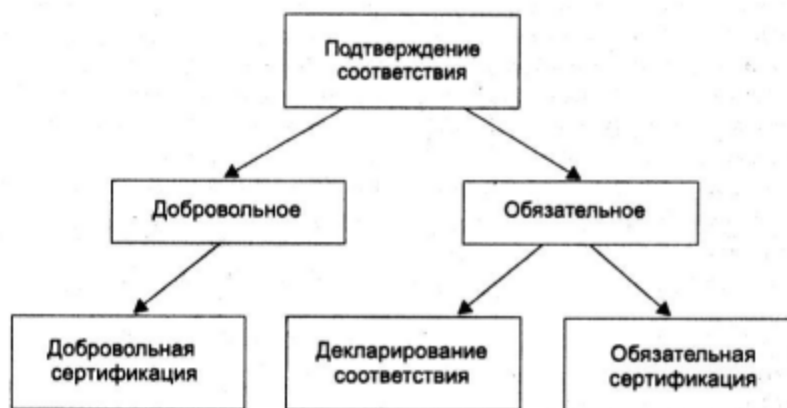 Подтверждение
соответствия
Добровольное
Обязательное
Добровольная
сертификация
Декларирование
соответствия
Обязательная
сертификация